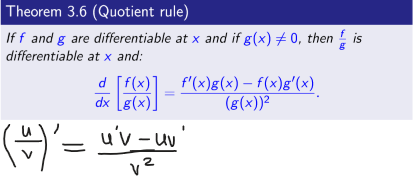 Theorem 3.6 (Quotient rule)
If f and g are differentiable at x and if g(x) ≠ 0, then f/g is
differentiable at x and:
d/dx [f(x)/g(x)] = (f′(x)g(x) − f(x)g′(x))/(g(x))².
(u/v)′ = (u′v − uv′)/v²